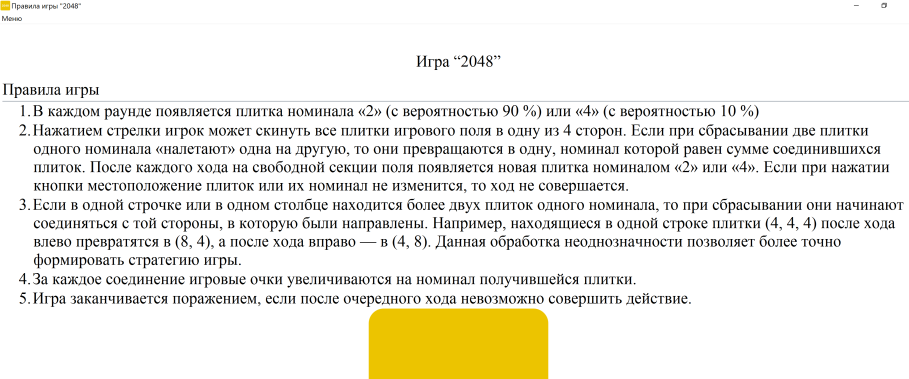 Правила игры "2048"
Меню
Игра “2048”
Правила игры
1. В каждом раунде появляется плитка номинала «2» (с вероятностью 90 %) или «4» (с вероятностью 10 %)
2. Нажатием стрелки игрок может скинуть все плитки игрового поля в одну из 4 сторон. Если при сбрасывании две плитки
одного номинала «налетают» одна на другую, то они превращаются в одну, номинал которой равен сумме соединившихся
плиток. После каждого хода на свободной секции поля появляется новая плитка номиналом «2» или «4». Если при нажатии
кнопки местоположение плиток или их номинал не изменится, то ход не совершается.
3. Если в одной строчке или в одном столбце находится более двух плиток одного номинала, то при сбрасывании они начинают
соединяться с той стороны, в которую были направлены. Например, находящиеся в одной строке плитки (4, 4, 4) после хода
влево превратятся в (8, 4), а после хода вправо — в (4, 8). Данная обработка неоднозначности позволяет более точно
формировать стратегию игры.
4. За каждое соединение игровые очки увеличиваются на номинал получившейся плитки.
5. Игра заканчивается поражением, если после очередного хода невозможно совершить действие.